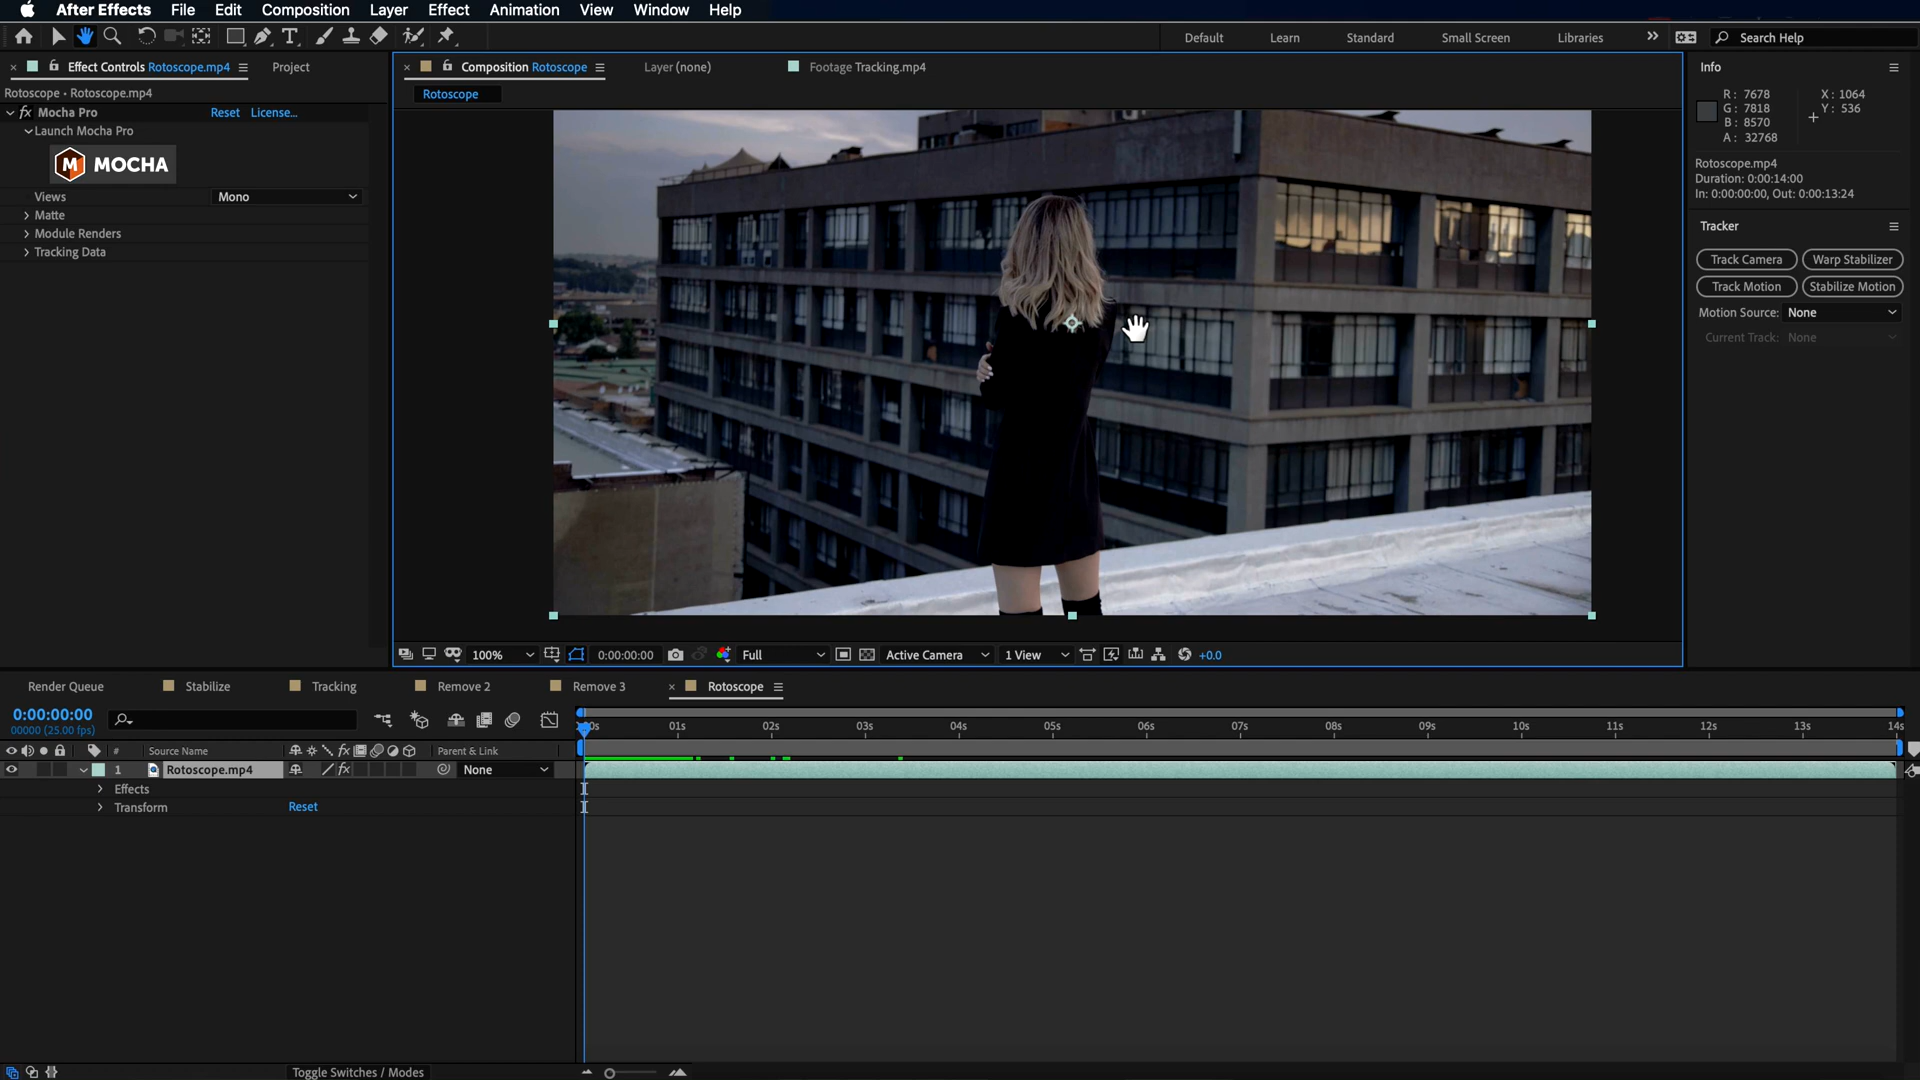 After Effects File Edit Composition Layer Effect Animation View Window Help
Default Learn Standard Small Screen Libraries Search Help
Effect Controls Rotoscope.mp4 Project
Composition Rotoscope Layer (none) Footage Tracking.mp4
Info
Rotoscope • Rotoscope.mp4
Rotoscope
R: 7678
G: 7818
B: 8570
A: 32768
X: 1064
Y: 536
fx Mocha Pro Reset License...
Launch Mocha Pro
M MOCHA
Views Mono
Matte
Module Renders
Tracking Data
Rotoscope.mp4
Duration: 0:00:14:00
In: 0:00:00:00, Out: 0:00:13:24
Tracker
Track Camera Warp Stabilizer
Track Motion Stabilize Motion
Motion Source: None
Current Track: None
100% 0:00:00:00 Full Active Camera 1 View +0.0
Render Queue Stabilize Tracking Remove 2 Remove 3 Rotoscope
0:00:00:00
00000 (25.00 fps)
01s 02s 03s 04s 05s 06s 07s 08s 09s 10s 11s 12s 13s 14s
# Source Name fx Parent & Link
1 Rotoscope.mp4 fx None
Effects
Transform Reset
Toggle Switches / Modes